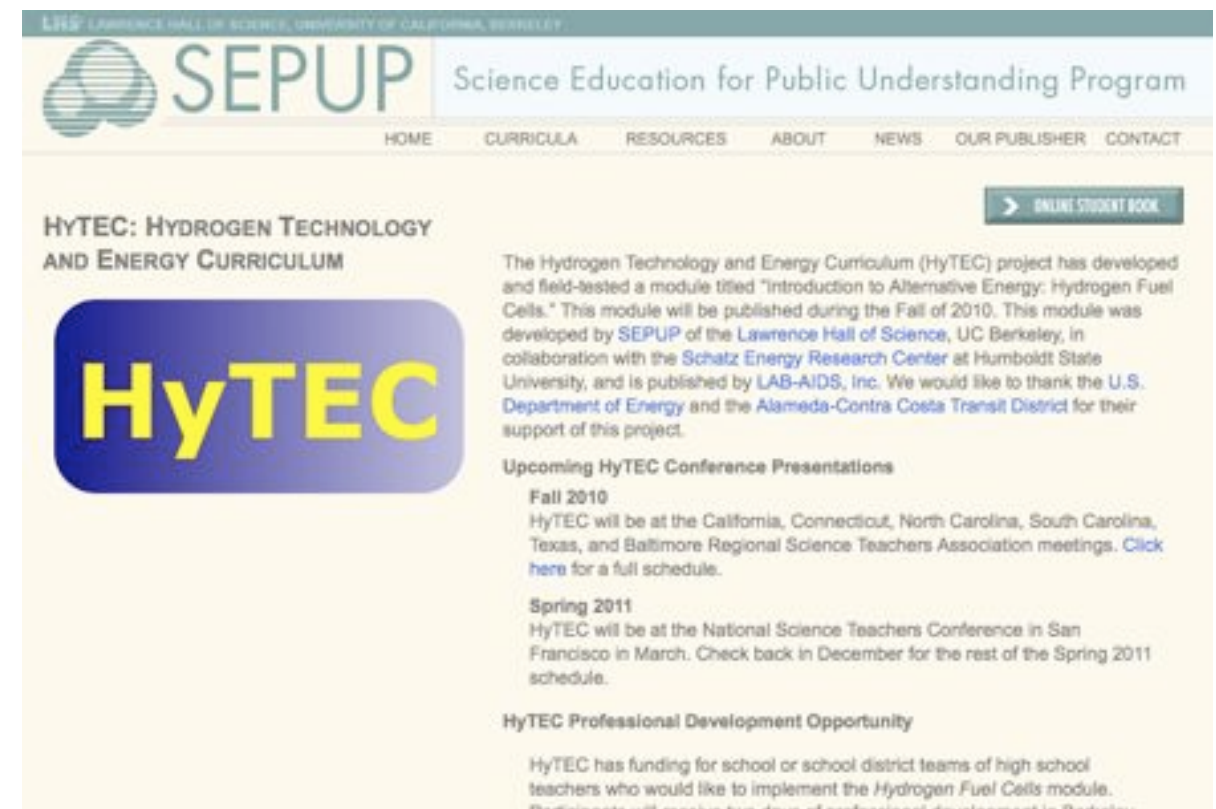 LHS LAWRENCE HALL OF SCIENCE, UNIVERSITY OF CALIFORNIA, BERKELEY
SEPUP
Science Education for Public Understanding Program
HOME CURRICULA RESOURCES ABOUT NEWS OUR PUBLISHER CONTACT
ONLINE STUDENT BOOK
HYTEC: HYDROGEN TECHNOLOGY
AND ENERGY CURRICULUM
HyTEC
The Hydrogen Technology and Energy Curriculum (HyTEC) project has developed
and field-tested a module titled "Introduction to Alternative Energy: Hydrogen Fuel
Cells." This module will be published during the Fall of 2010. This module was
developed by SEPUP of the Lawrence Hall of Science, UC Berkeley, in
collaboration with the Schatz Energy Research Center at Humboldt State
University, and is published by LAB-AIDS, Inc. We would like to thank the U.S.
Department of Energy and the Alameda-Contra Costa Transit District for their
support of this project.
Upcoming HyTEC Conference Presentations
Fall 2010
HyTEC will be at the California, Connecticut, North Carolina, South Carolina,
Texas, and Baltimore Regional Science Teachers Association meetings. Click
here for a full schedule.
Spring 2011
HyTEC will be at the National Science Teachers Conference in San
Francisco in March. Check back in December for the rest of the Spring 2011
schedule.
HyTEC Professional Development Opportunity
HyTEC has funding for school or school district teams of high school
teachers who would like to implement the Hydrogen Fuel Cells module.
Participants will receive two days of professional development in Berkeley,